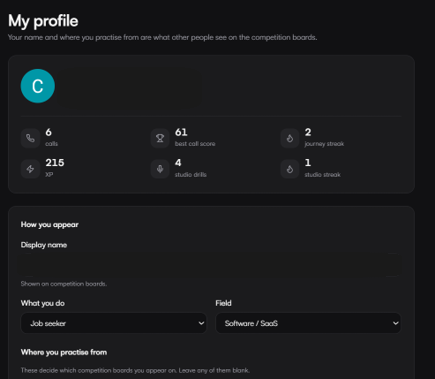 My profile
Your name and where you practise from are what other people see on the competition boards.
C
6
calls
61
best call score
2
journey streak
215
XP
4
studio drills
1
studio streak
How you appear
Display name
Shown on competition boards.
What you do
Field
Job seeker
Software / SaaS
Where you practise from
These decide which competition boards you appear on. Leave any of them blank.